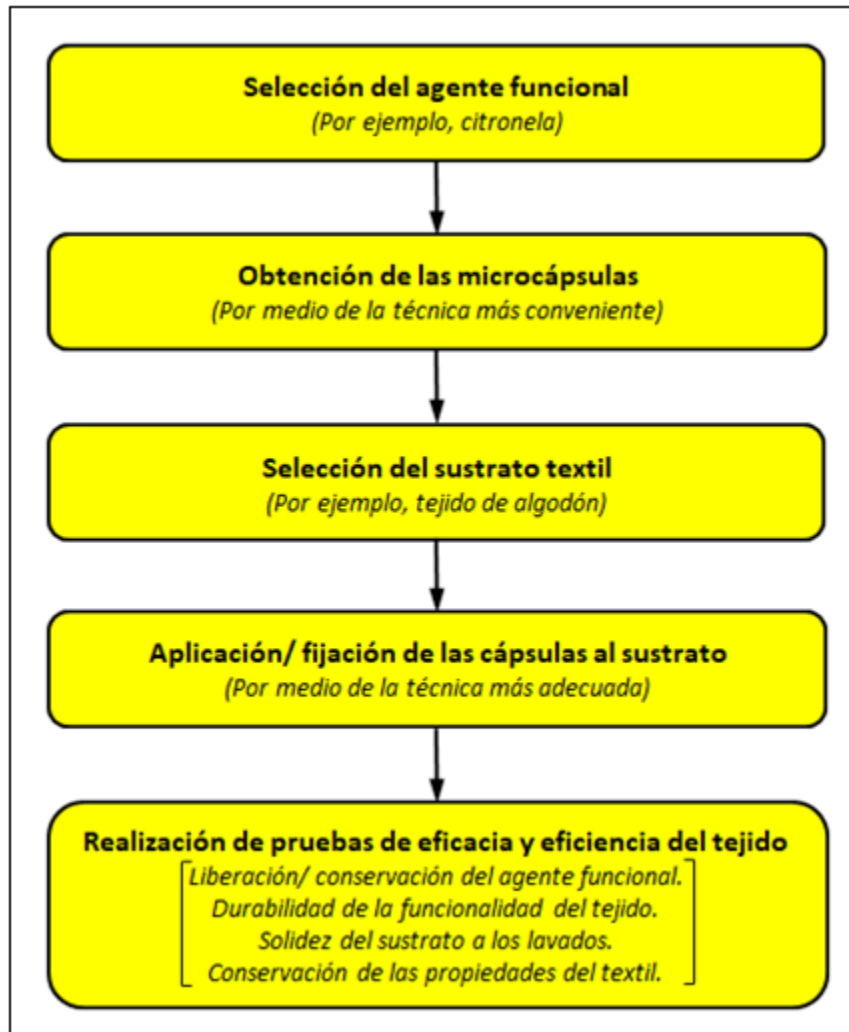 Selección del agente funcional
(Por ejemplo, citronela)
Obtención de las microcápsulas
(Por medio de la técnica más conveniente)
Selección del sustrato textil
(Por ejemplo, tejido de algodón)
Aplicación/ fijación de las cápsulas al sustrato
(Por medio de la técnica más adecuada)
Realización de pruebas de eficacia y eficiencia del tejido
Liberación/ conservación del agente funcional.
Durabilidad de la funcionalidad del tejido.
Solidez del sustrato a los lavados.
Conservación de las propiedades del textil.